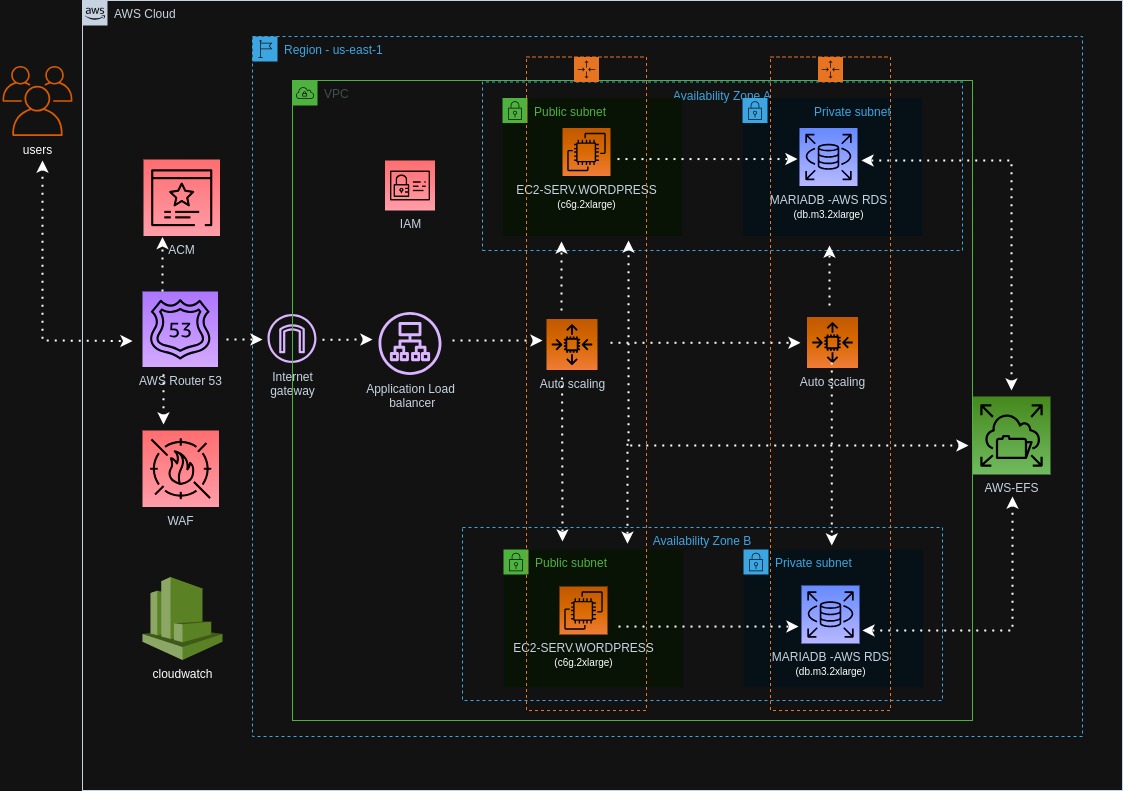 aws
AWS Cloud
Region - us-east-1
VPC
users
Availability Zone A
Public subnet
Private subnet
EC2-SERV.WORDPRESS
(c6g.2xlarge)
MARIADB -AWS RDS
(db.m3.2xlarge)
ACM
IAM
53
AWS Router 53
Internet
gateway
Application Load
balancer
Auto scaling
Auto scaling
WAF
AWS-EFS
Availability Zone B
Public subnet
Private subnet
EC2-SERV.WORDPRESS
(c6g.2xlarge)
MARIADB -AWS RDS
(db.m3.2xlarge)
cloudwatch